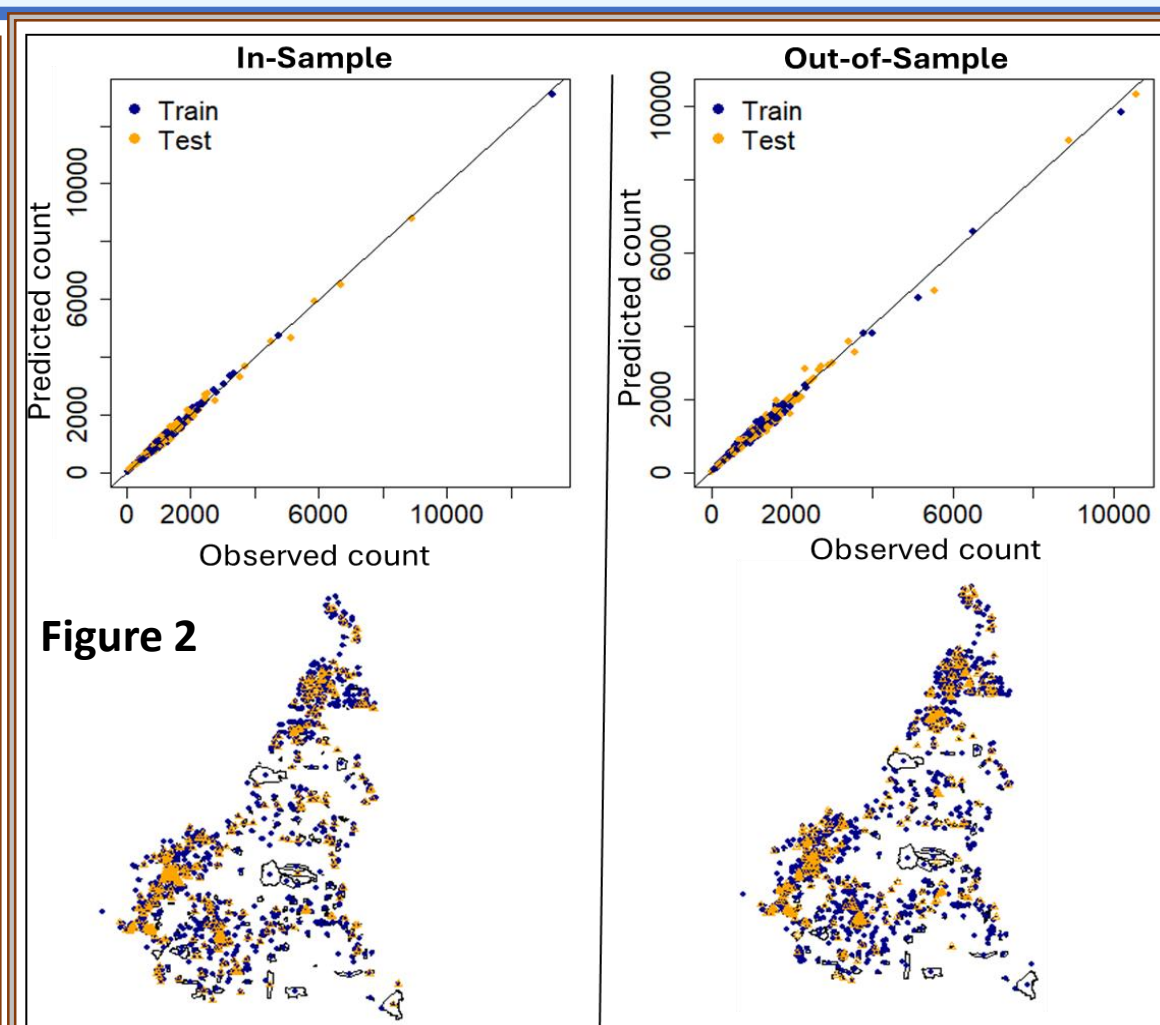 In-Sample
Train
Test
Predicted count
0 2000 6000 10000
0 2000 6000 10000
Observed count
Out-of-Sample
Train
Test
Predicted count
0 2000 6000 10000
0 2000 6000 10000
Observed count
Figure 2